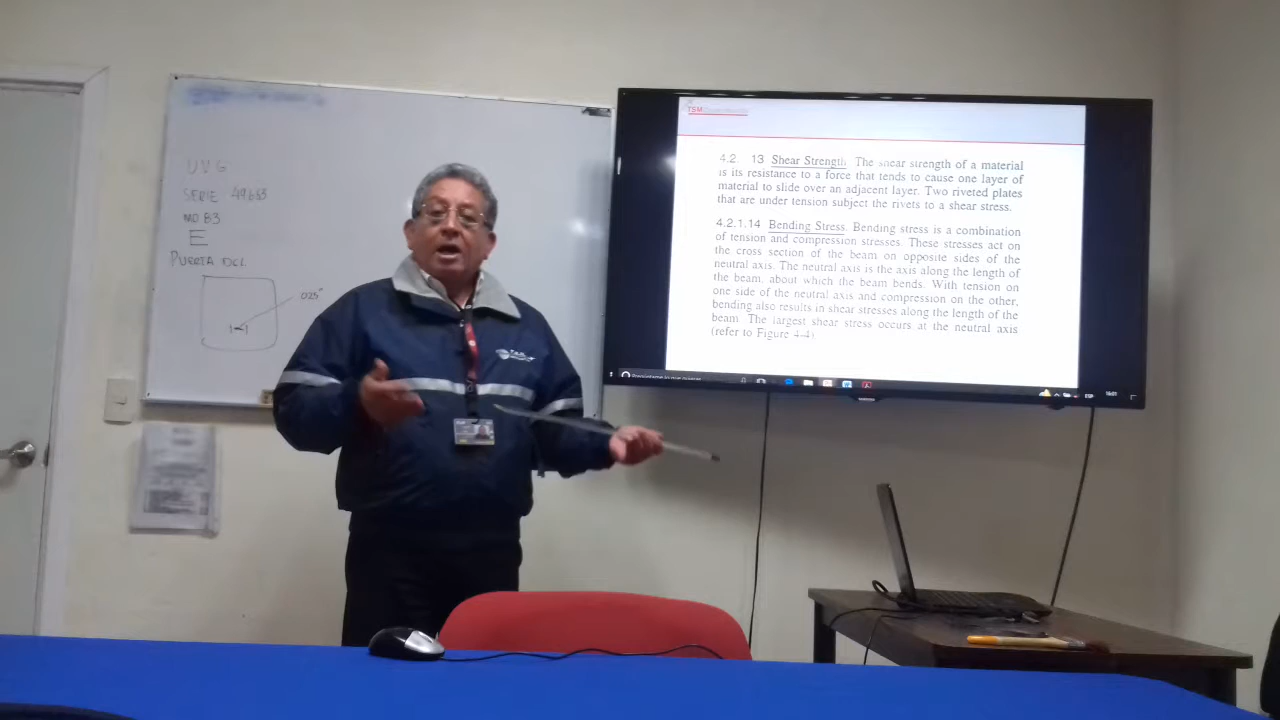 U.V.G.
SERIE 49683
MD 83
E
PUERTA DEL.
.025"
TSM
4.2. 13 Shear Strength. The shear strength of a material
is its resistance to a force that tends to cause one layer of
material to slide over an adjacent layer. Two riveted plates
that are under tension subject the rivets to a shear stress.
4.2.1.14 Bending Stress. Bending stress is a combination
of tension and compression stresses. These stresses act on
the cross section of the beam on opposite sides of the
neutral axis. The neutral axis is the axis along the length of
the beam, about which the beam bends. With tension on
one side of the neutral axis and compression on the other,
bending also results in shear stresses along the length of the
beam. The largest shear stress occurs at the neutral axis
(refer to Figure 4-4)
ESP